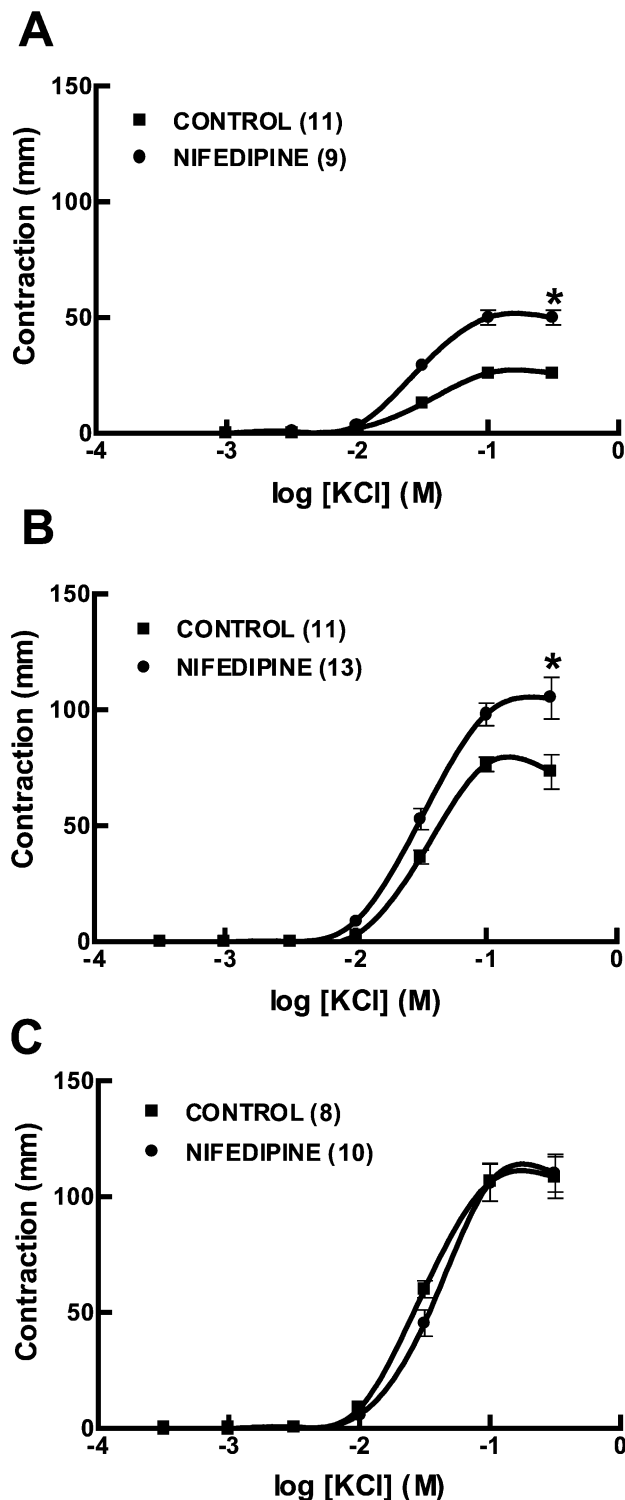 A
150
CONTROL (11)
NIFEDIPINE (9)
100
50
*
0
-4 -3 -2 -1 0
Contraction (mm)
log [KCl] (M)
B
150
CONTROL (11)
NIFEDIPINE (13)
*
100
50
0
-4 -3 -2 -1 0
Contraction (mm)
log [KCl] (M)
C
150
CONTROL (8)
NIFEDIPINE (10)
100
50
0
-4 -3 -2 -1 0
Contraction (mm)
log [KCl] (M)